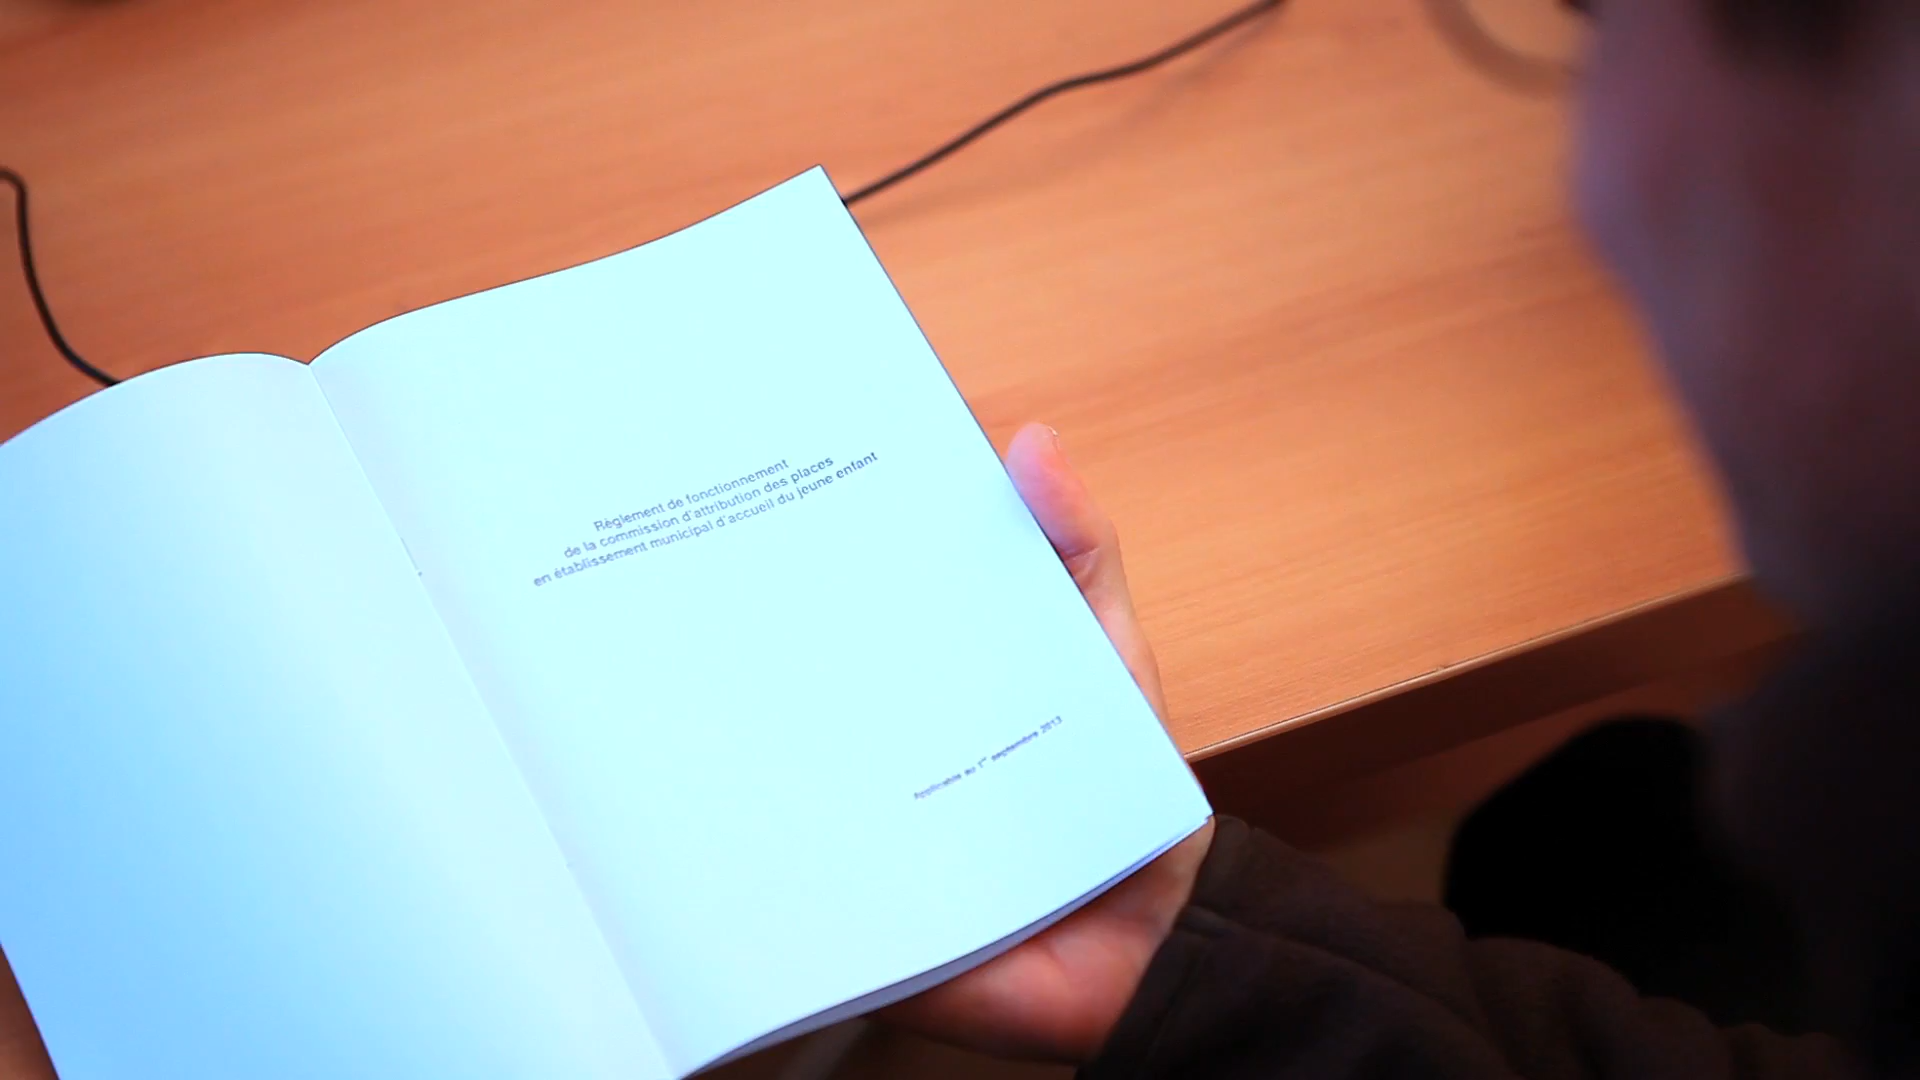 Règlement de fonctionnement
de la commission d'attribution des places
en établissement municipal d'accueil du jeune enfant
Applicable au 1er septembre 2013